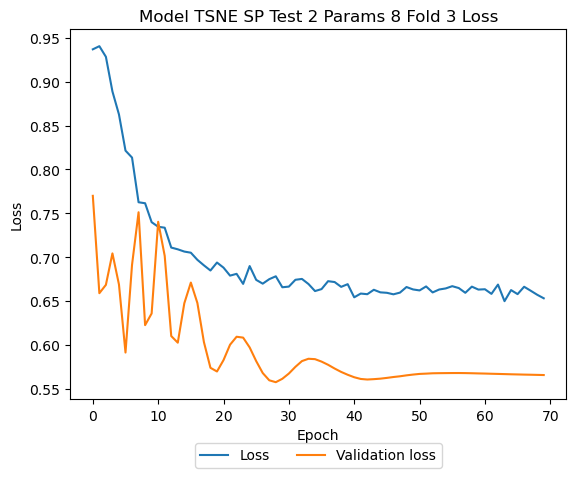 Model TSNE SP Test 2 Params 8 Fold 3 Loss
0.95
0.90
0.85
0.80
0.75
0.70
0.65
0.60
0.55
Loss
0 10 20 30 40 50 60 70
Epoch
Loss Validation loss